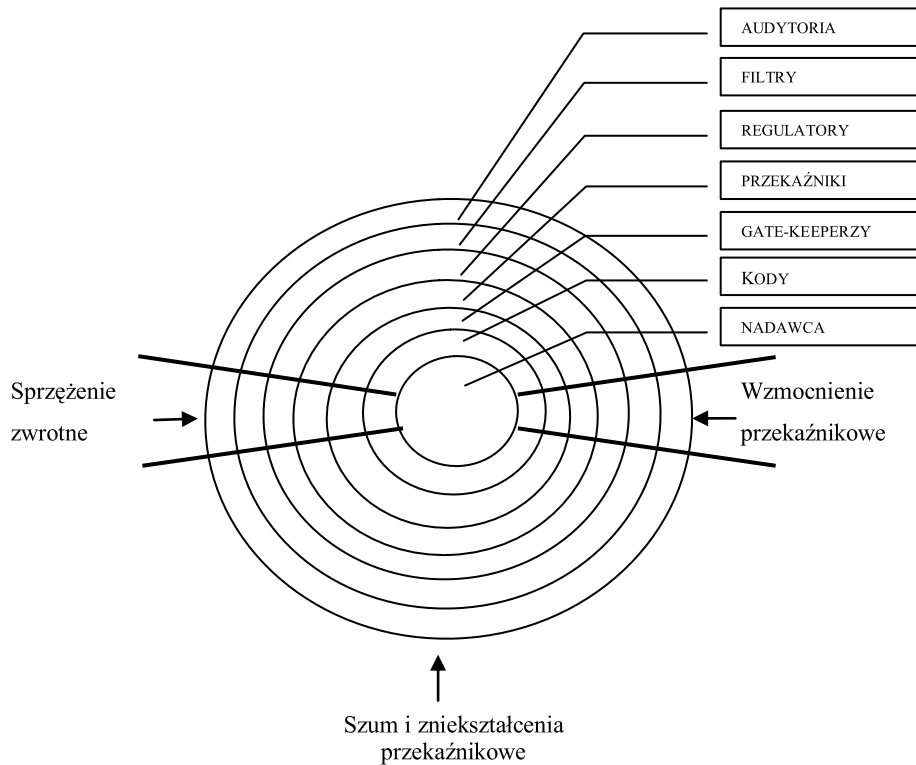 AUDYTORIA
FILTRY
REGULATORY
PRZEKAŹNIKI
GATE-KEEPERZY
KODY
NADAWCA
Sprzężenie
zwrotne
Wzmocnienie
przekaźnikowe
Szum i zniekształcenia
przekaźnikowe